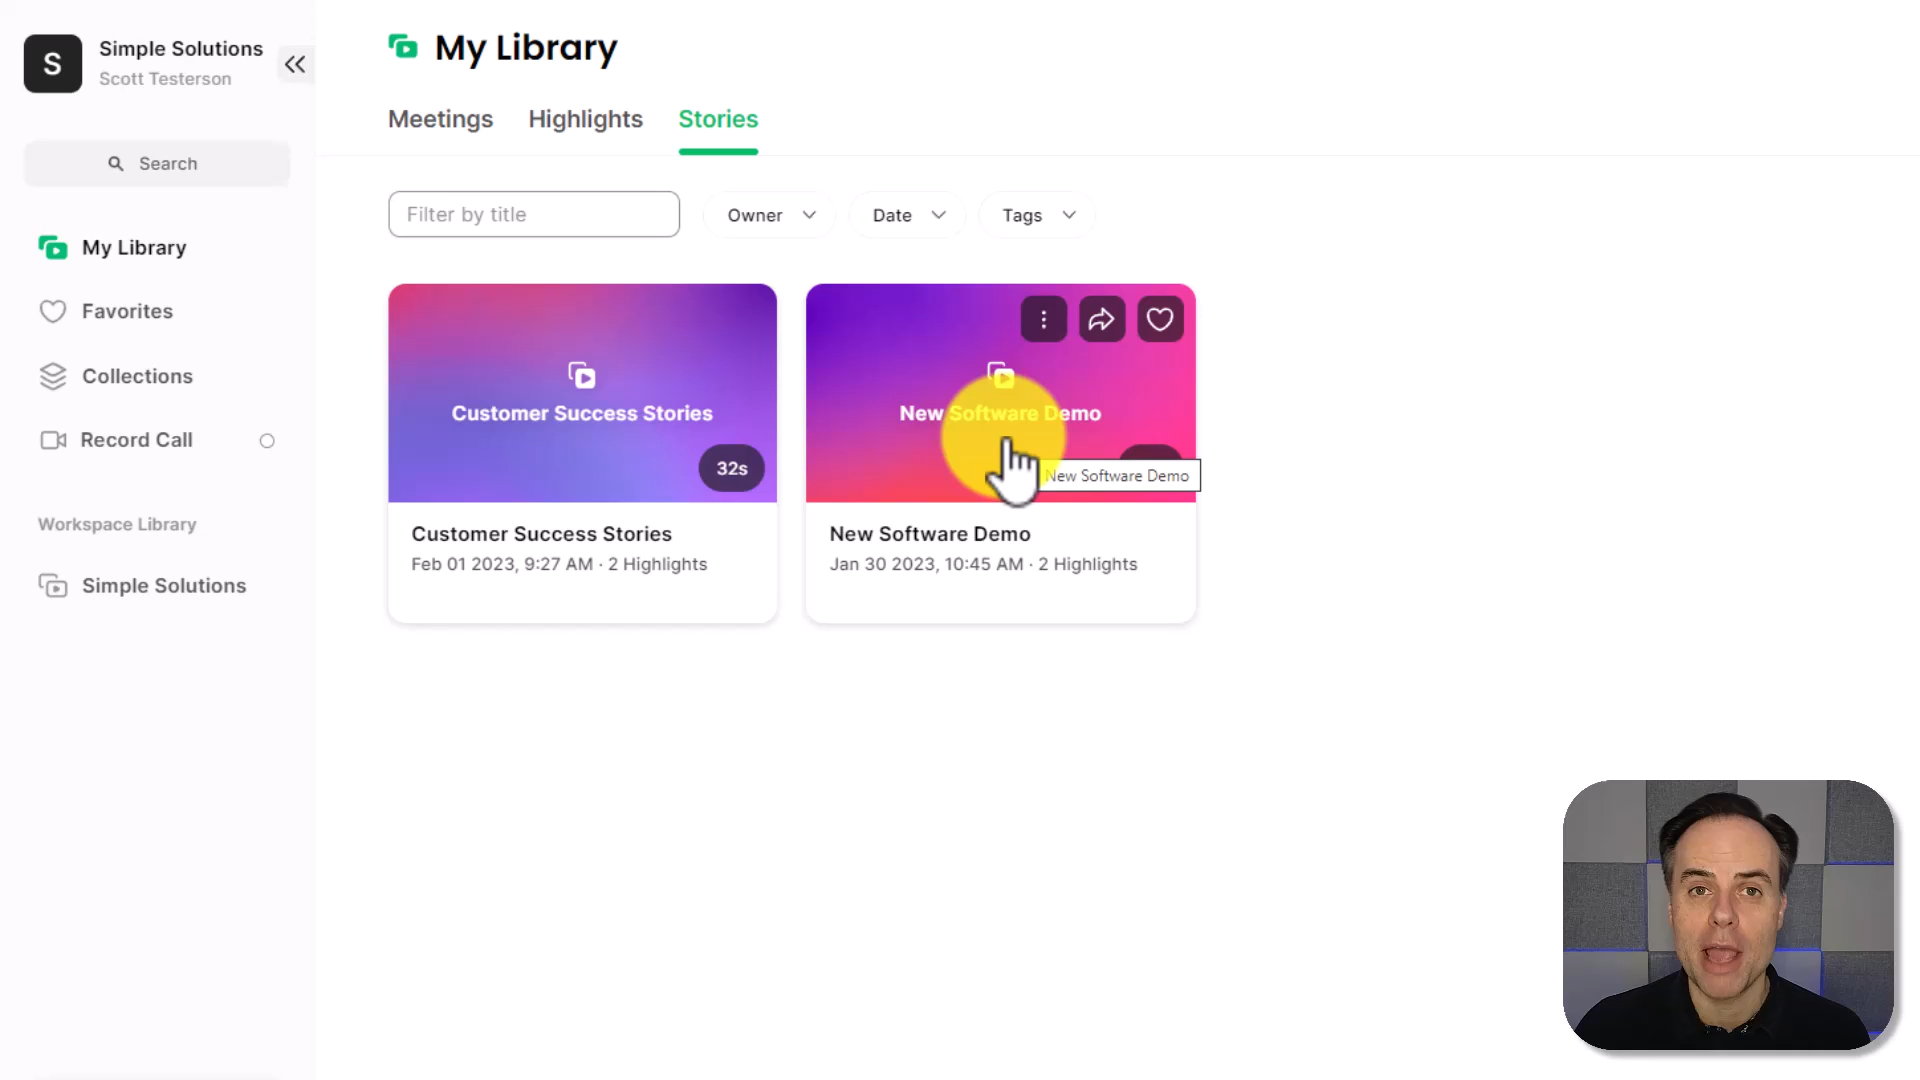 S
Simple Solutions
Scott Testerson
Search
My Library
Favorites
Collections
Record Call
Workspace Library
Simple Solutions
My Library
Meetings
Highlights
Stories
Filter by title
Owner
Date
Tags
Customer Success Stories
32s
Customer Success Stories
Feb 01 2023, 9:27 AM · 2 Highlights
New Software Demo
New Software Demo
New Software Demo
Jan 30 2023, 10:45 AM · 2 Highlights